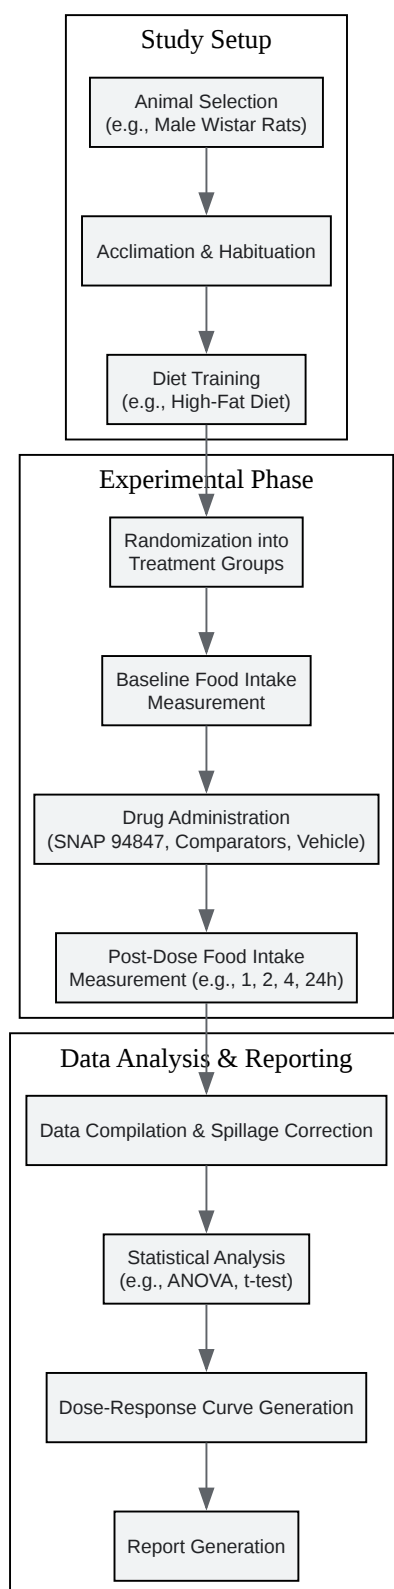 Study Setup
Animal Selection
(e.g., Male Wistar Rats)
Acclimation & Habituation
Diet Training
(e.g., High-Fat Diet)
Experimental Phase
Randomization into
Treatment Groups
Baseline Food Intake
Measurement
Drug Administration
(SNAP 94847, Comparators, Vehicle)
Post-Dose Food Intake
Measurement (e.g., 1, 2, 4, 24h)
Data Analysis & Reporting
Data Compilation & Spillage Correction
Statistical Analysis
(e.g., ANOVA, t-test)
Dose-Response Curve Generation
Report Generation